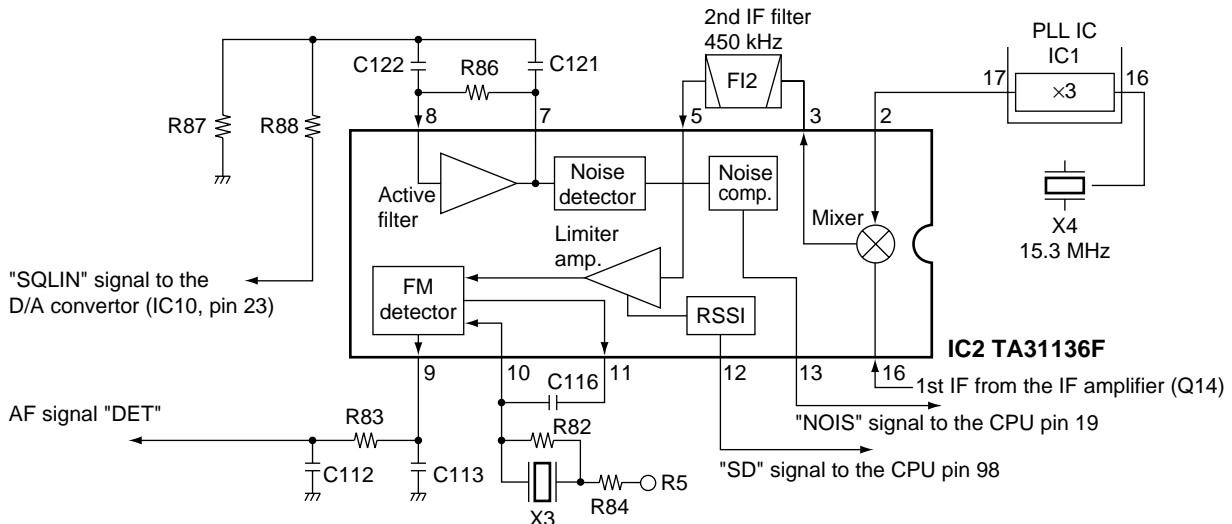 2nd IF filter
450 kHz
PLL IC
IC1
C122
R86
C121
FI2
17
×3
16
R87
R88
8
7
5
3
2
Active
filter
Noise
detector
Noise
comp.
Mixer
X4
15.3 MHz
Limiter
amp.
"SQLIN" signal to the
D/A convertor (IC10, pin 23)
FM
detector
RSSI
IC2 TA31136F
9
10
11
12
13
16
1st IF from the IF amplifier (Q14)
C116
AF signal "DET"
R83
R82
"NOIS" signal to the CPU pin 19
"SD" signal to the CPU pin 98
C112
C113
R5
R84
X3